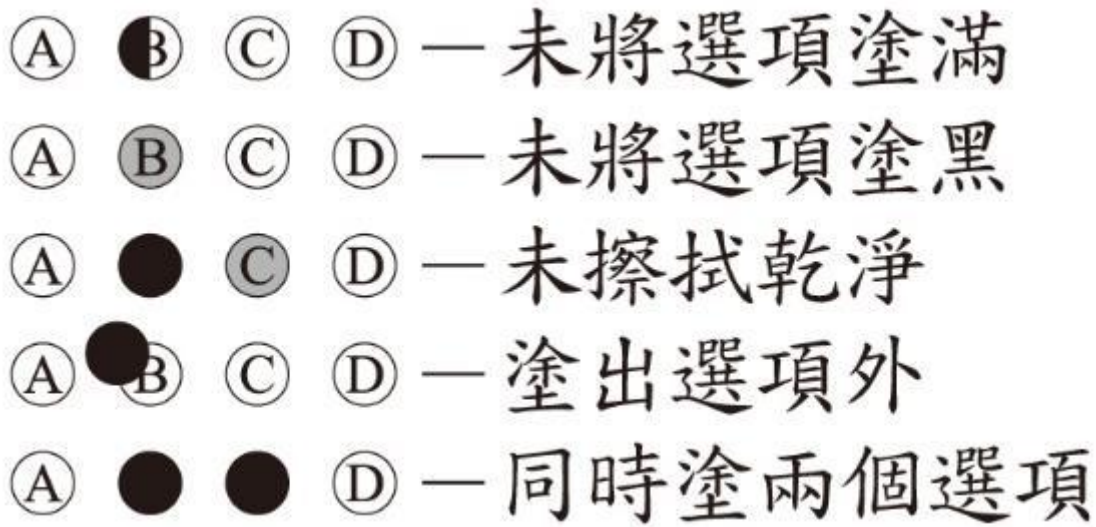 Ⓐ Ⓑ Ⓒ Ⓓ — 未將選項塗滿
Ⓐ Ⓑ Ⓒ Ⓓ — 未將選項塗黑
Ⓐ ● Ⓒ Ⓓ — 未擦拭乾淨
Ⓐ Ⓑ Ⓒ Ⓓ — 塗出選項外
Ⓐ ● ● Ⓓ — 同時塗兩個選項